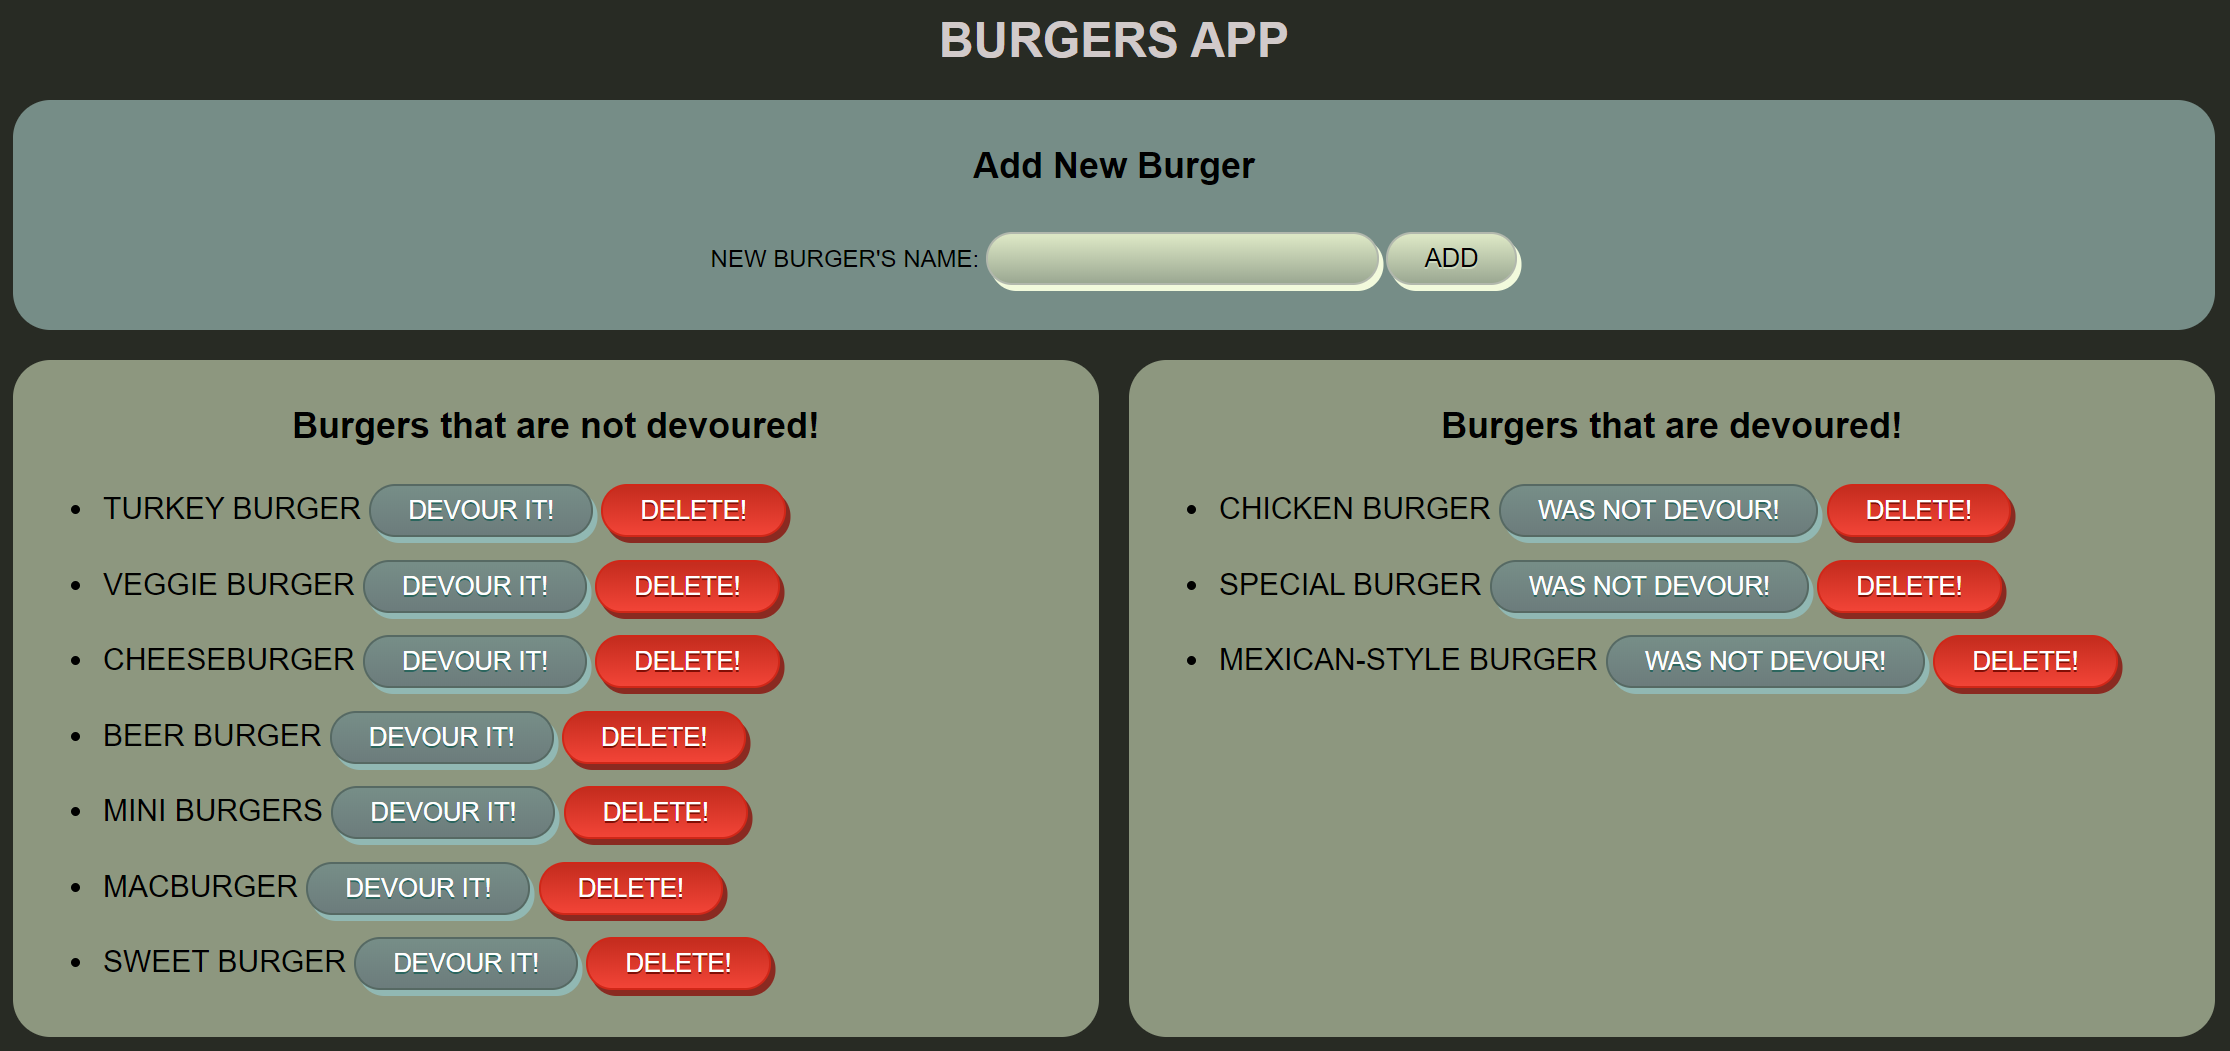 BURGERS APP
Add New Burger
NEW BURGER'S NAME: ADD
Burgers that are not devoured!
TURKEY BURGER DEVOUR IT! DELETE!
VEGGIE BURGER DEVOUR IT! DELETE!
CHEESEBURGER DEVOUR IT! DELETE!
BEER BURGER DEVOUR IT! DELETE!
MINI BURGERS DEVOUR IT! DELETE!
MACBURGER DEVOUR IT! DELETE!
SWEET BURGER DEVOUR IT! DELETE!
Burgers that are devoured!
CHICKEN BURGER WAS NOT DEVOUR! DELETE!
SPECIAL BURGER WAS NOT DEVOUR! DELETE!
MEXICAN-STYLE BURGER WAS NOT DEVOUR! DELETE!